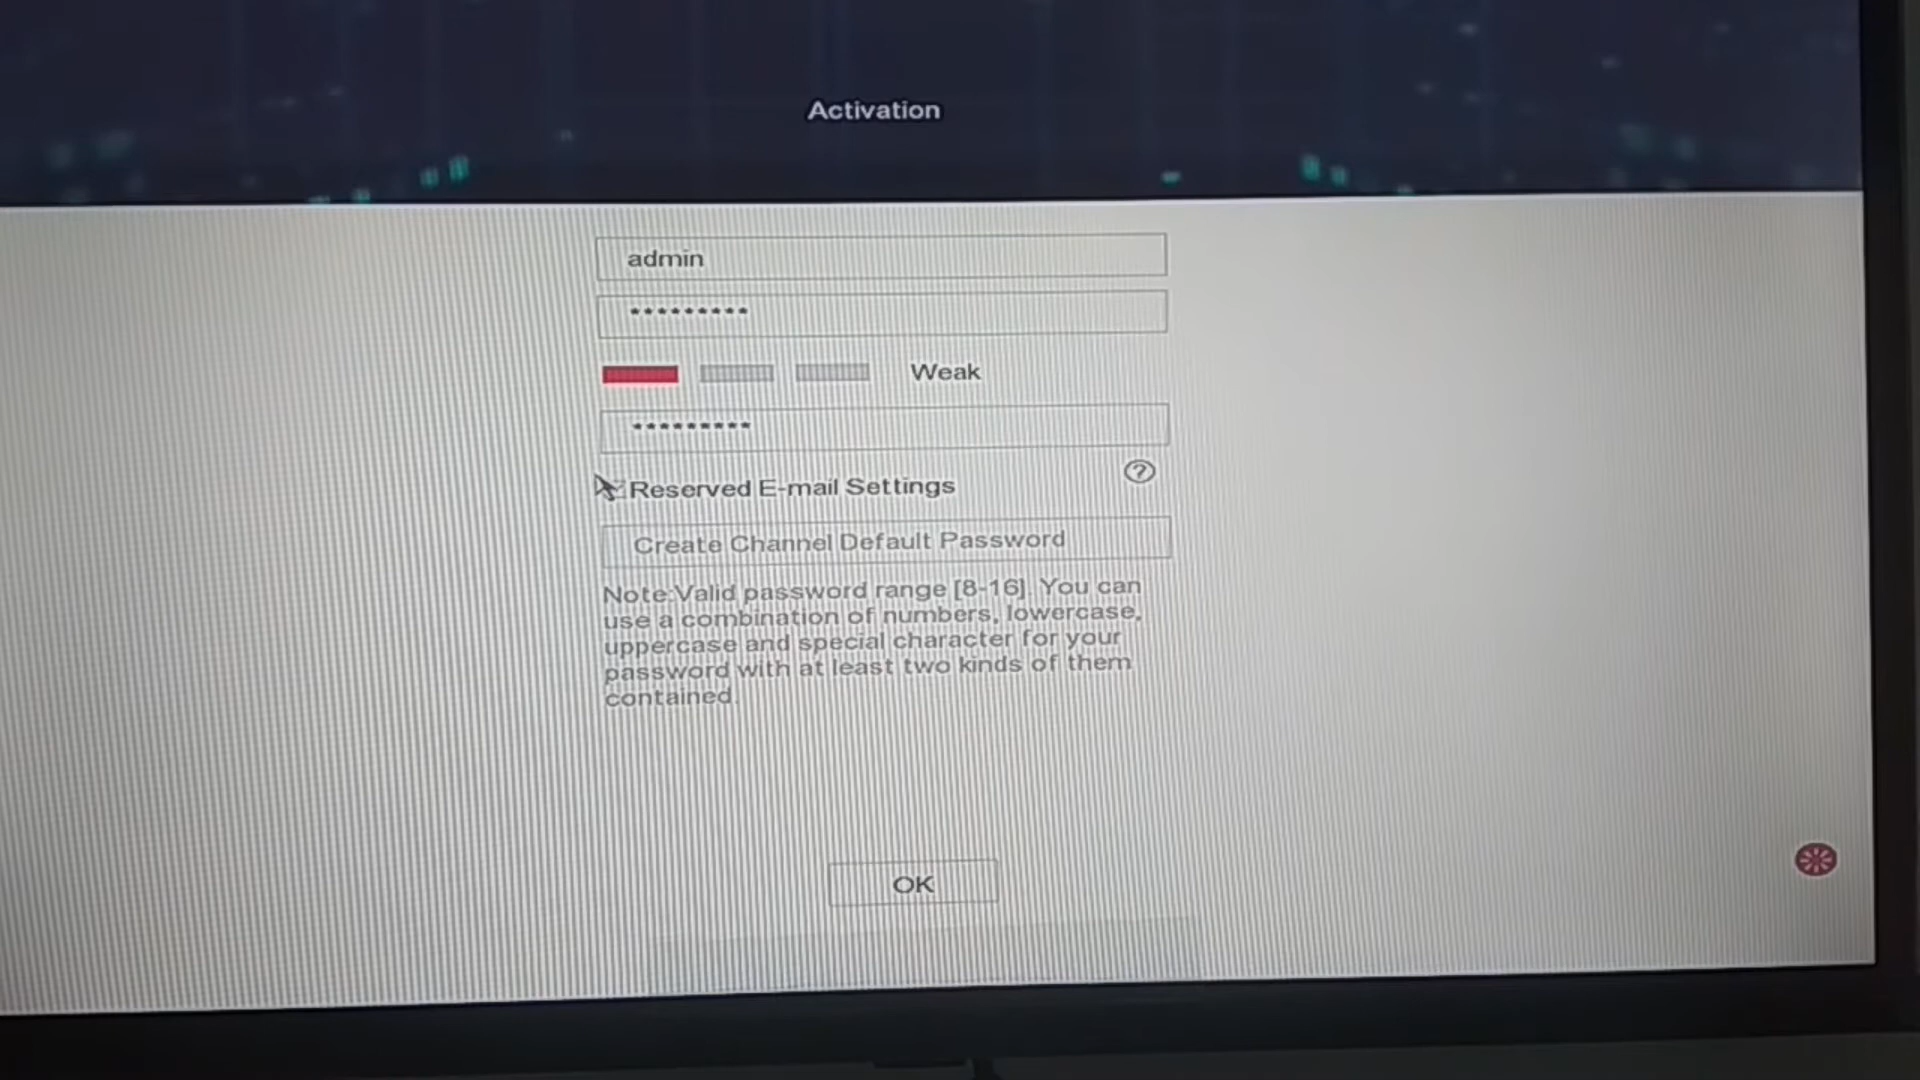 Activation
admin
*********
Weak
*********
Reserved E-mail Settings
?
Create Channel Default Password
Note:Valid password range [8-16]. You can
use a combination of numbers, lowercase,
uppercase and special character for your
password with at least two kinds of them
contained.
OK